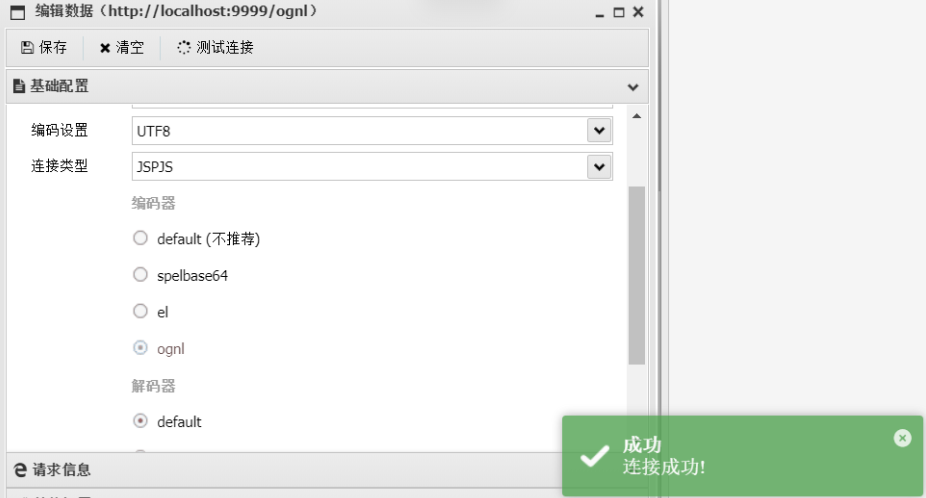 编辑数据（http://localhost:9999/ognl）
保存 清空 测试连接
基础配置
编码设置 UTF8
连接类型 JSPJS
编码器
default (不推荐)
spelbase64
el
ognl
解码器
default
成功
连接成功!
请求信息